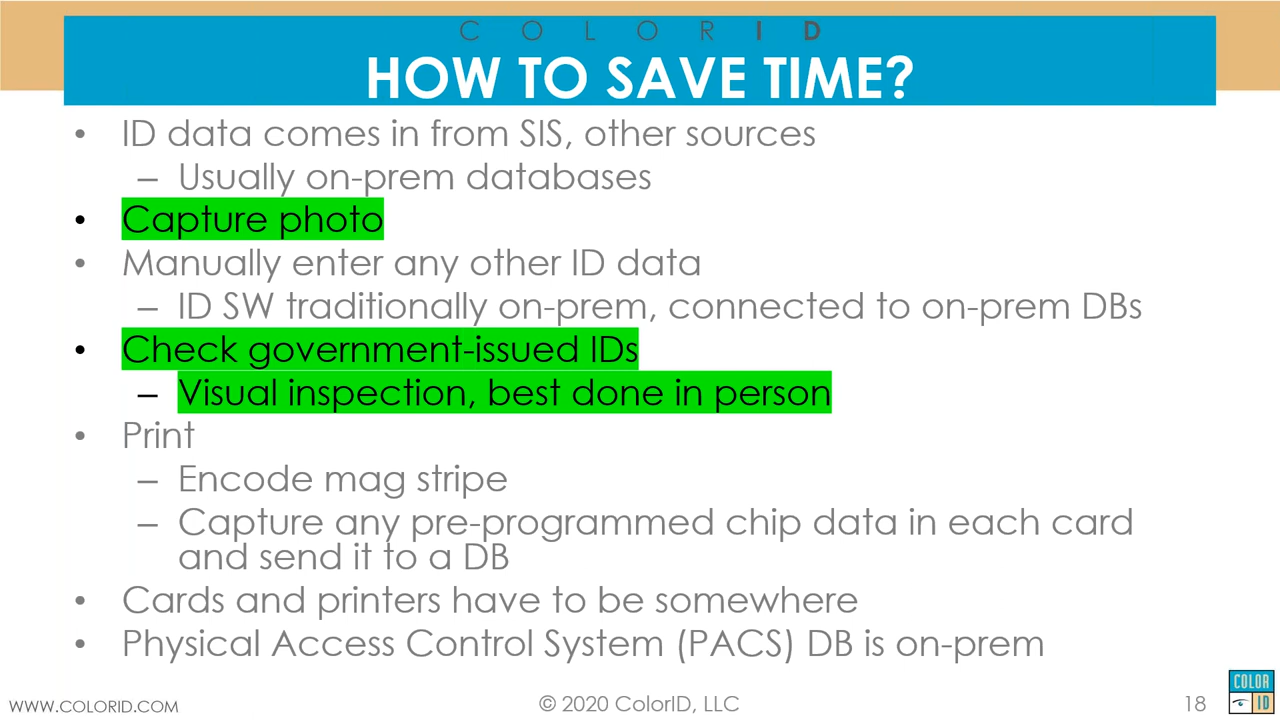 C O L O R I D
HOW TO SAVE TIME?
• ID data comes in from SIS, other sources
– Usually on-prem databases
• Capture photo
• Manually enter any other ID data
– ID SW traditionally on-prem, connected to on-prem DBs
• Check government-issued IDs
– Visual inspection, best done in person
• Print
– Encode mag stripe
– Capture any pre-programmed chip data in each card
and send it to a DB
• Cards and printers have to be somewhere
• Physical Access Control System (PACS) DB is on-prem
WWW.COLORID.COM
© 2020 ColorID, LLC
18
COLOR
ID